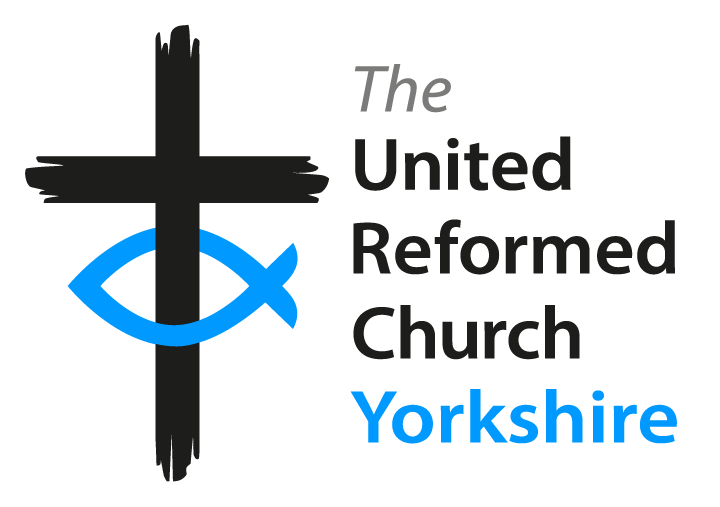 The
United
Reformed
Church
Yorkshire